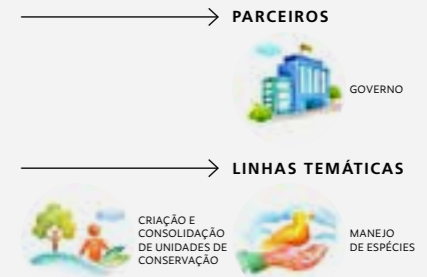 PARCEIROS
GOVERNO
LINHAS TEMÁTICAS
CRIAÇÃO E
CONSOLIDAÇÃO
DE UNIDADES DE
CONSERVAÇÃO
MANEJO
DE ESPÉCIES